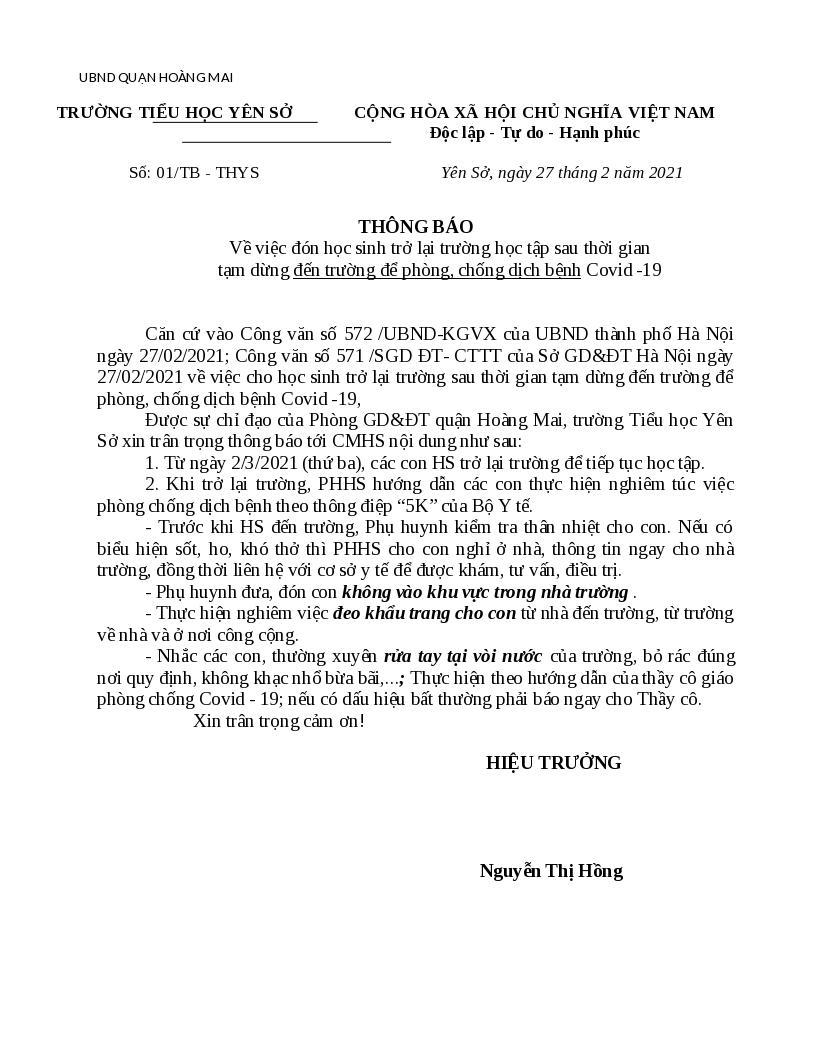 UBND QUẬN HOÀNG MAI
TRƯỜNG TIỂU HỌC YÊN SỞ
CỘNG HÒA XÃ HỘI CHỦ NGHĨA VIỆT NAM
Độc lập - Tự do - Hạnh phúc
Số: 01/TB - THYS
Yên Sở, ngày 27 tháng 2 năm 2021
THÔNG BÁO
Về việc đón học sinh trở lại trường học tập sau thời gian
tạm dừng đến trường để phòng, chống dịch bệnh Covid -19
Căn cứ vào Công văn số 572 /UBND-KGVX của UBND thành phố Hà Nội
ngày 27/02/2021; Công văn số 571 /SGD ĐT- CTTT của Sở GD&ĐT Hà Nội ngày
27/02/2021 về việc cho học sinh trở lại trường sau thời gian tạm dừng đến trường để
phòng, chống dịch bệnh Covid -19,
Được sự chỉ đạo của Phòng GD&ĐT quận Hoàng Mai, trường Tiểu học Yên
Sở xin trân trọng thông báo tới CMHS nội dung như sau:
1. Từ ngày 2/3/2021 (thứ ba), các con HS trở lại trường để tiếp tục học tập.
2. Khi trở lại trường, PHHS hướng dẫn các con thực hiện nghiêm túc việc
phòng chống dịch bệnh theo thông điệp “5K” của Bộ Y tế.
- Trước khi HS đến trường, Phụ huynh kiểm tra thân nhiệt cho con. Nếu có
biểu hiện sốt, ho, khó thở thì PHHS cho con nghỉ ở nhà, thông tin ngay cho nhà
trường, đồng thời liên hệ với cơ sở y tế để được khám, tư vấn, điều trị.
- Phụ huynh đưa, đón con không vào khu vực trong nhà trường .
- Thực hiện nghiêm việc đeo khẩu trang cho con từ nhà đến trường, từ trường
về nhà và ở nơi công cộng.
- Nhắc các con, thường xuyên rửa tay tại vòi nước của trường, bỏ rác đúng
nơi quy định, không khạc nhổ bừa bãi,...; Thực hiện theo hướng dẫn của thầy cô giáo
phòng chống Covid - 19; nếu có dấu hiệu bất thường phải báo ngay cho Thầy cô.
Xin trân trọng cảm ơn!
HIỆU TRƯỞNG
Nguyễn Thị Hồng